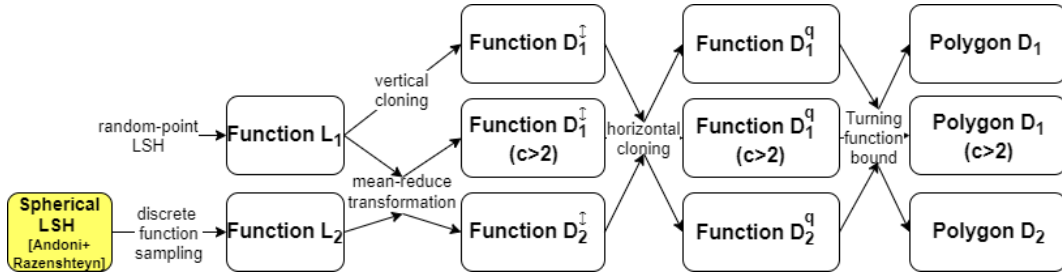 Function D₁↕
Function D₁q
Polygon D₁
vertical
cloning
random-point
LSH
Function L₁
Function D₁↕
(c>2)
horizontal
cloning
Function D₁q
(c>2)
Turning
-function
bound
Polygon D₁
(c>2)
mean-reduce
transformation
Spherical
LSH
[Andoni+
Razenshteyn]
discrete
function
sampling
Function L₂
Function D₂↕
Function D₂q
Polygon D₂